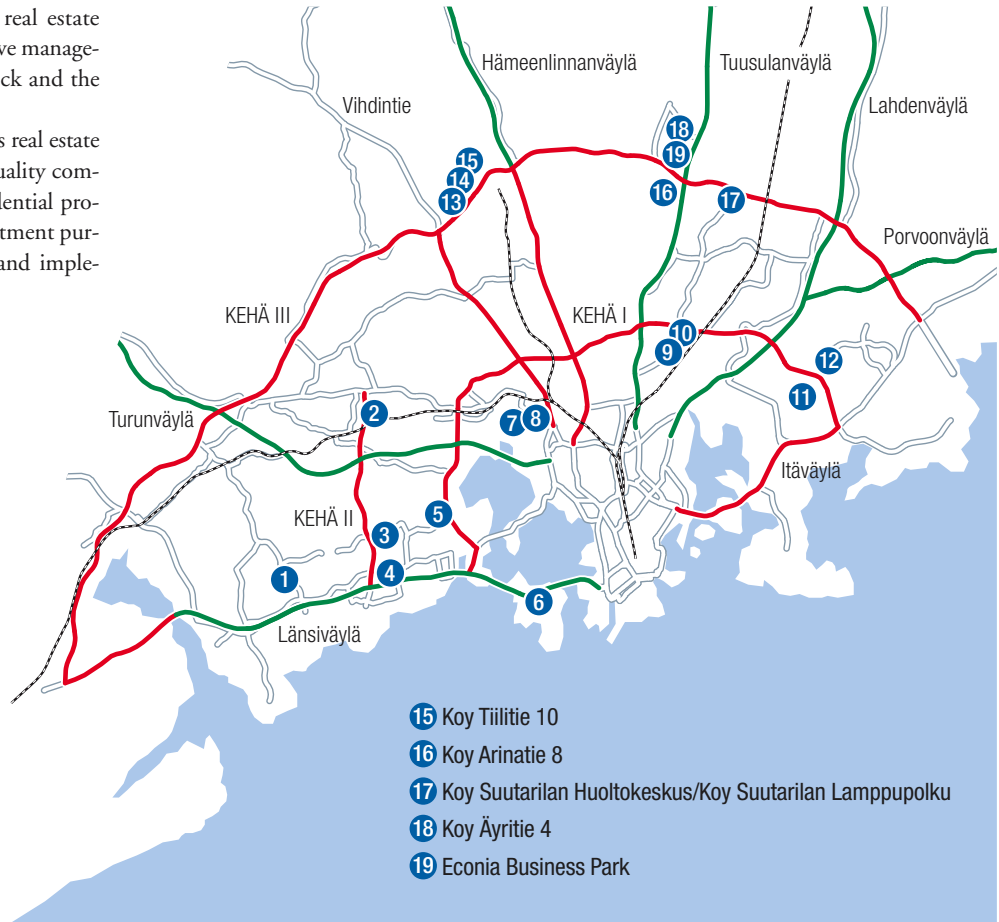 real estate
ve manage-
ck and the
s real estate
uality com-
dential pro-
tment pur-
and imple-
Hämeenlinnanväylä
Tuusulanväylä
Vihdintie
Lahdenväylä
18
15
19
14
16
17
13
Porvoonväylä
KEHÄ III
KEHÄ I
10
9
12
11
Turunväylä
2
7
8
Itäväylä
KEHÄ II
5
3
4
1
6
Länsiväylä
15 Koy Tiilitie 10
16 Koy Arinatie 8
17 Koy Suutarilan Huoltokeskus/Koy Suutarilan Lamppupolku
18 Koy Äyritie 4
19 Econia Business Park